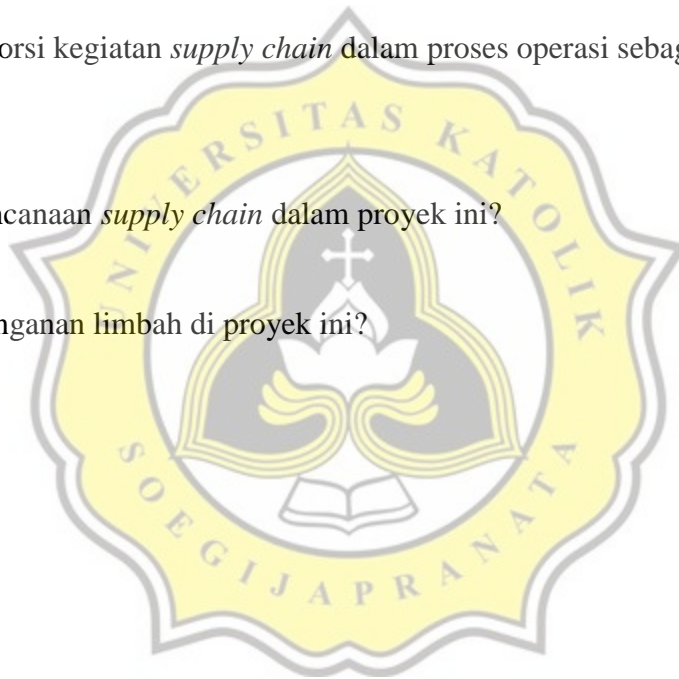 orsi kegiatan supply chain dalam proses operasi sebag
ncanaan supply chain dalam proyek ini?
nganan limbah di proyek ini?
UNIVERSITAS KATOLIK
SOEGIJAPRANATA